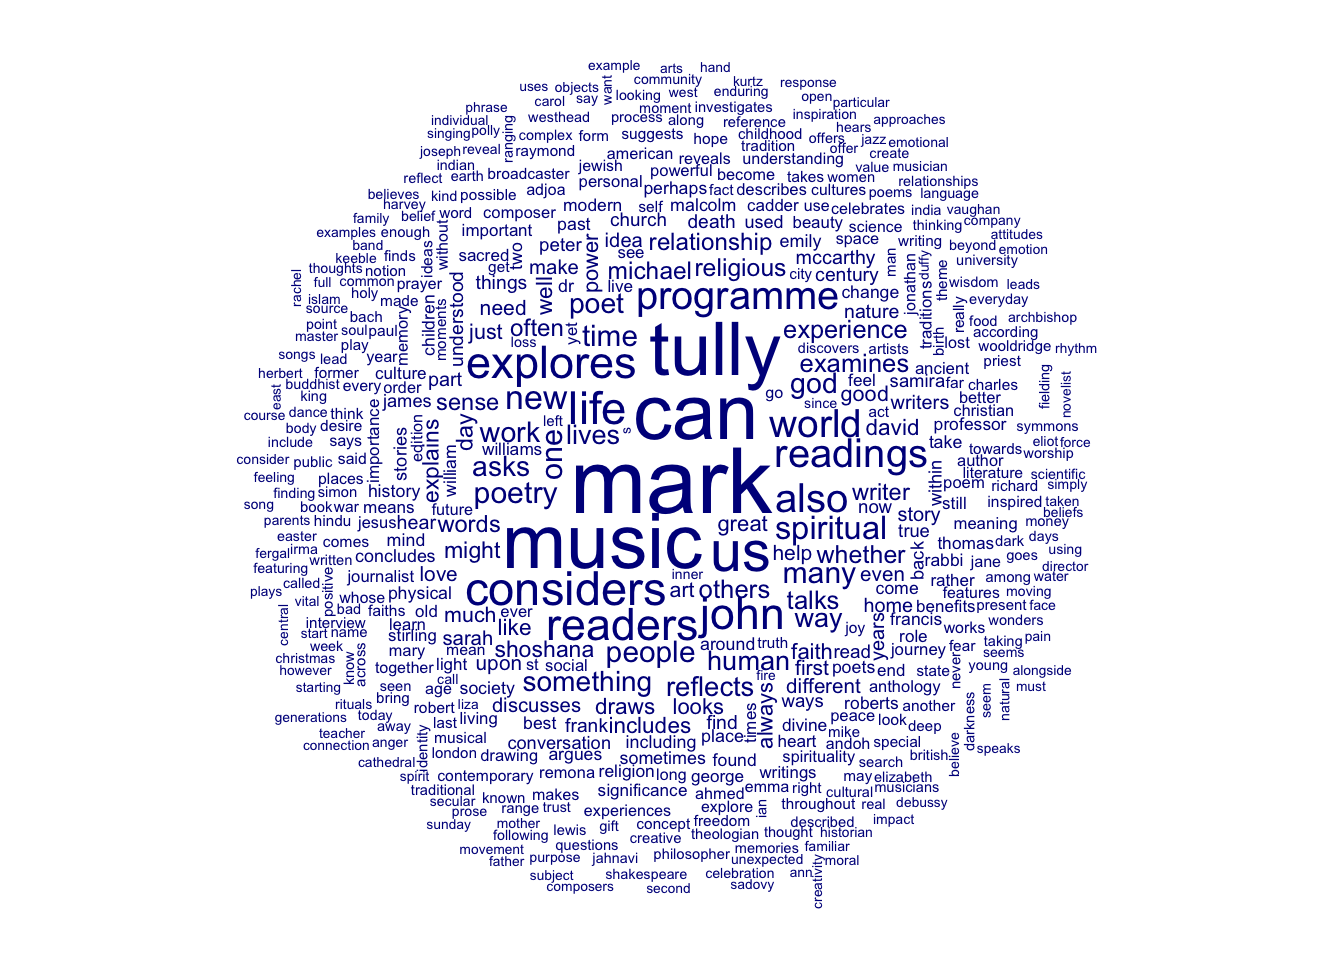 example arts hand
uses objects want community kurtz response
carol say looking west enduring open particular
phrase moment investigates
individual westhead process along reference inspiration hears approaches
singing polly ranging complex form suggests hope childhood offers jazz emotional
joseph reveal raymond american tradition offer create
indian jewish reveals understanding value musician
reflect earth broadcaster powerful become takes women relationships
believes kind possible adjoa personal perhaps fact describes cultures poems language
harvey modern self malcolm cadder use celebrates india vaughan
family belief word composer past church death used beauty science thinking company
examples enough without important idea relationship emily space writing beyond attitudes
band ideas sacred two peter see mccarthy man jonathan duffy emotion
keeble finds get make power michael religious city century university
thoughts notion things well dr live theme wisdom leads
rachel full common prayer children understood need poet programme change traditions everyday
islam holy made moments nature really
source bach memory just often yet time experience birth food archbishop
point soul paul loss tully discovers artists lost according
master play explores examines ancient wooldridge rhythm
songs lead year culture part god feel samira far priest
herbert former buddhist every order new life can go good charles fielding novelist
east king james sense since act writers better
course dance think day left s world david christian
body desire importance stories edition explains work one lives professor symmons
include says williams readings take towards eliot force
consider public said william asks mark author worship
feeling places within literature scientific
finding simon history poetry also writer poem richard simply
song book war means future now still inspired taken
parents hindu jesus hear words music us great spiritual story meaning money beliefs
easter comes mind true thomas dark days
fergal irma concludes might help whether back rabbi jane goes using
featuring written journalist love considers inner many even rather among water director
called positive physical art others come features moving
plays vital whose john talks home benefits present face
central bad faiths old much ever readers way joy years francis wonders
interview learn like role works
start name stirling sarah shoshana people around truth faith read journey fear taking pain
week mary mean human first poets end state never seems
christmas know across together light upon st social fire young alongside
however call something reflects different anthology
starting seen age society always seem natural must
rituals bring robert liza discusses draws looks ways roberts another
generations today last living best frank includes find times divine peace look deep
teacher away identity musical conversation including place mike darkness
connection anger london heart andoh special speaks
cathedral drawing argues sometimes found spirituality search british believe
spirit contemporary remona religion long george writings may elizabeth
traditional significance ahmed emma right cultural musicians
secular known makes explore ian throughout real debussy
prose range trust experiences
sunday mother gift concept freedom described impact
following lewis creative theologian thought historian
movement questions memories familiar
father purpose jahnavi philosopher unexpected moral
subject shakespeare celebration ann creativity
composers second sadovy